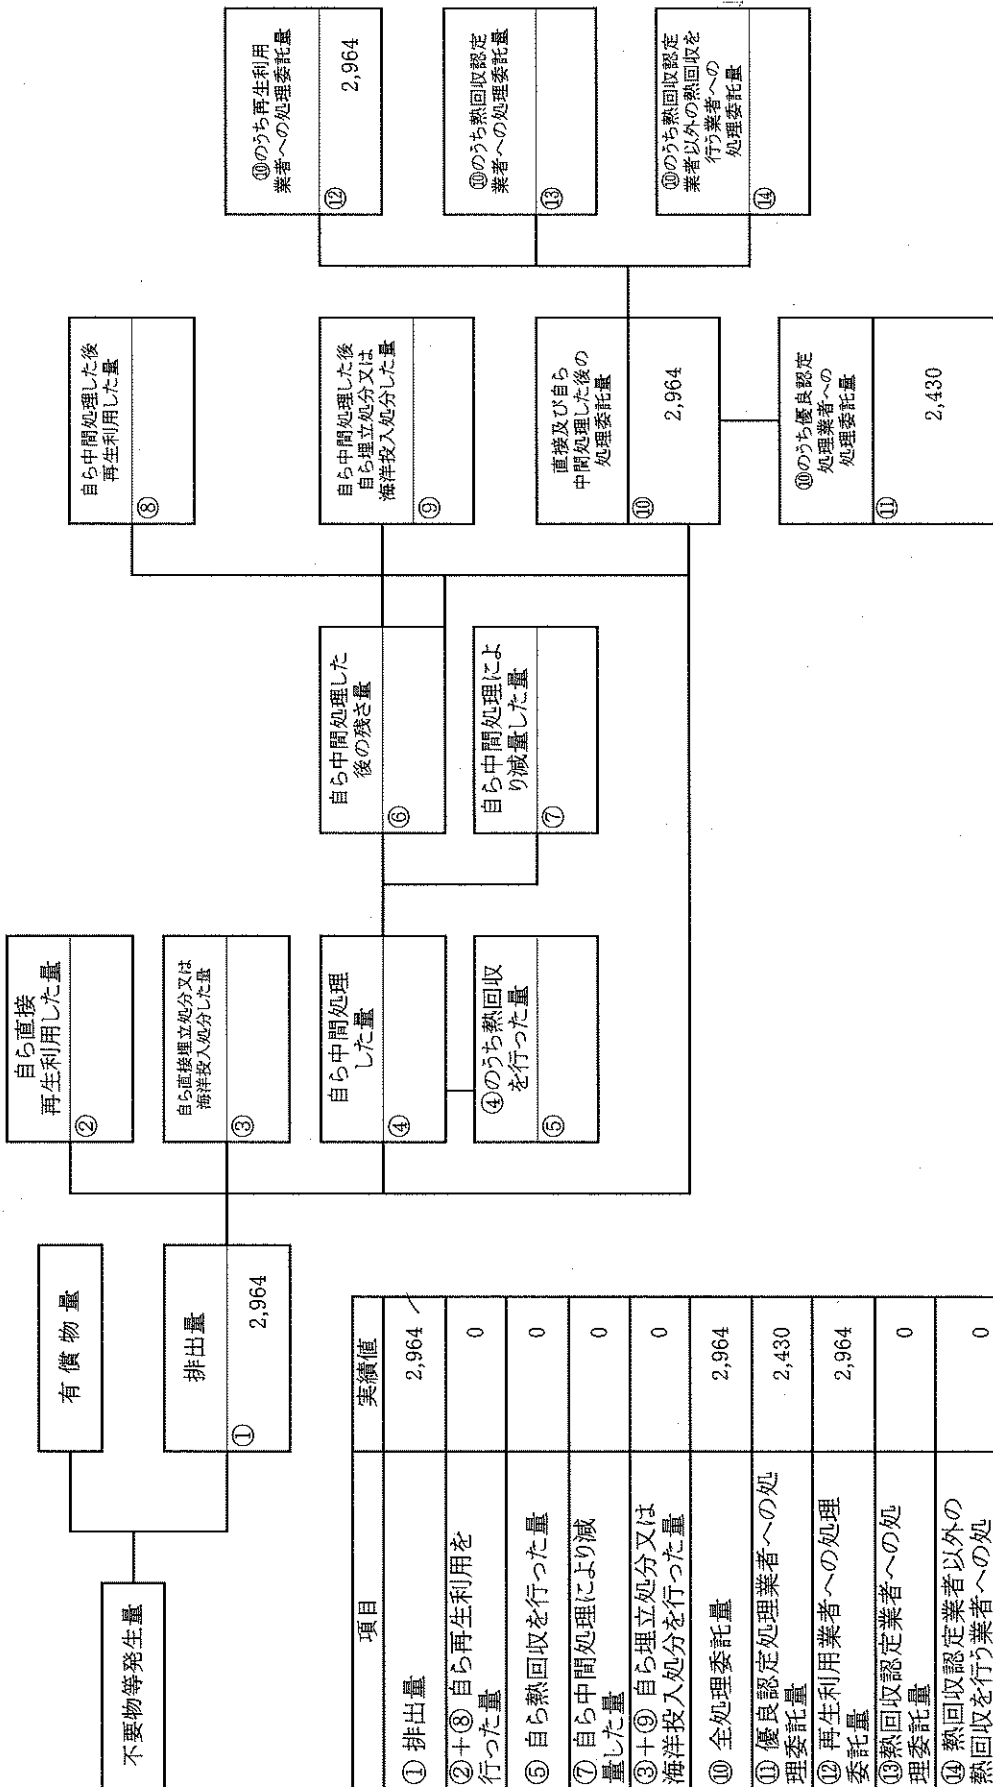 不要物等発生量
有償物量
排出量
①
2,964
自ら直接
再生利用した量
②
自ら直接埋立処分又は
海洋投入処分した量
③
自ら中間処理
した量
④
④のうち熱回収
を行った量
⑤
自ら中間処理した
後の残さ量
⑥
自ら中間処理によ
り減量した量
⑦
自ら中間処理した後
再生利用した量
⑧
自ら中間処理した後
自ら埋立処分又は
海洋投入処分した量
⑨
直接及び自ら
中間処理した後の
処理委託量
⑩
2,964
⑩のうち優良認定
処理業者への
処理委託量
⑪
2,430
⑩のうち再生利用
業者への処理委託量
⑫
2,964
⑩のうち熱回収認定
業者への処理委託量
⑬
⑩のうち熱回収認定
業者以外の熱回収を
行う業者への
処理委託量
⑭
項目 実績値
① 排出量 2,964
②+⑧ 自ら再生利用を
行った量 0
⑤ 自ら熱回収を行った量 0
⑦ 自ら中間処理により減
量した量 0
③+⑨ 自ら埋立処分又は
海洋投入処分を行った量 0
⑩ 全処理委託量 2,964
⑪ 優良認定処理業者への処
理委託量 2,430
⑫ 再生利用業者への処理
委託量 2,964
⑬熱回収認定業者への処
理委託量 0
⑭ 熱回収認定業者以外の
熱回収を行う業者への処 0